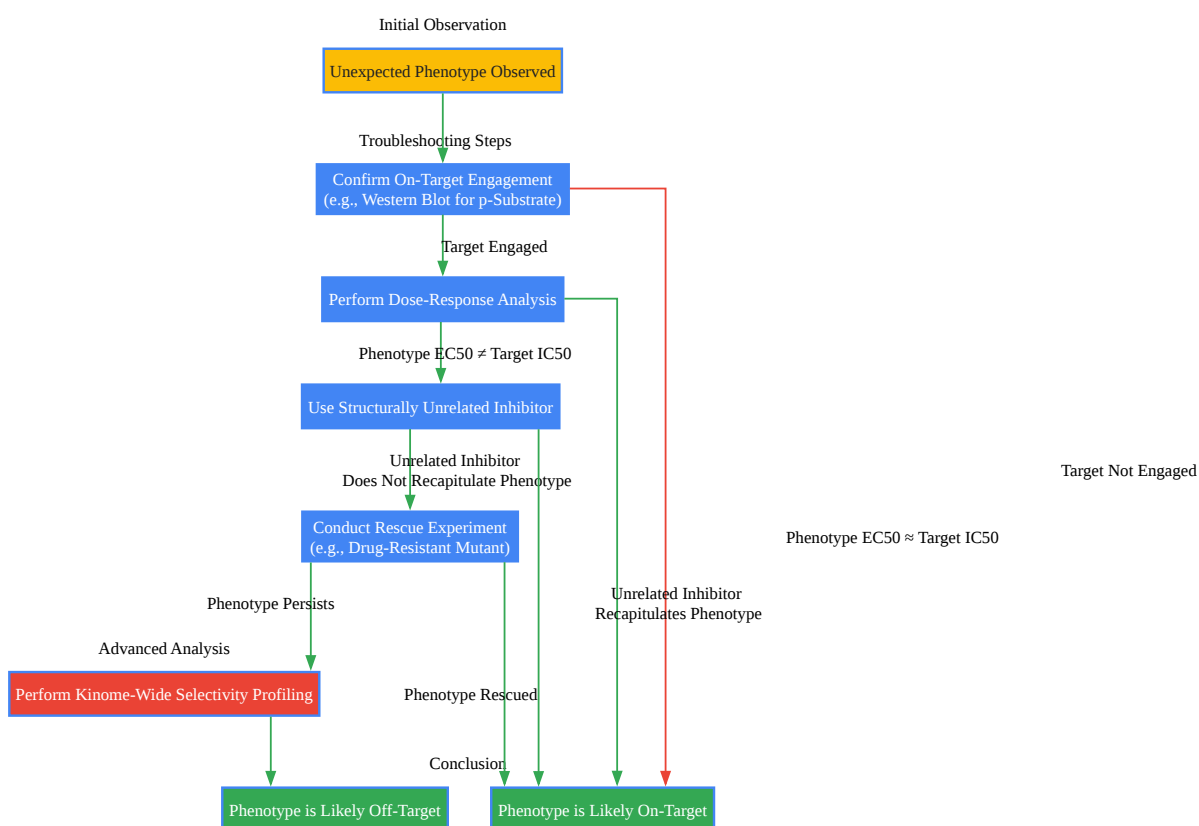 Initial Observation
Unexpected Phenotype Observed
Troubleshooting Steps
Confirm On-Target Engagement
(e.g., Western Blot for p-Substrate)
Target Engaged
Perform Dose-Response Analysis
Phenotype EC50 ≠ Target IC50
Use Structurally Unrelated Inhibitor
Unrelated Inhibitor
Does Not Recapitulate Phenotype
Target Not Engaged
Conduct Rescue Experiment
(e.g., Drug-Resistant Mutant)
Phenotype EC50 ≈ Target IC50
Unrelated Inhibitor
Recapitulates Phenotype
Phenotype Persists
Advanced Analysis
Perform Kinome-Wide Selectivity Profiling
Phenotype Rescued
Conclusion
Phenotype is Likely Off-Target
Phenotype is Likely On-Target